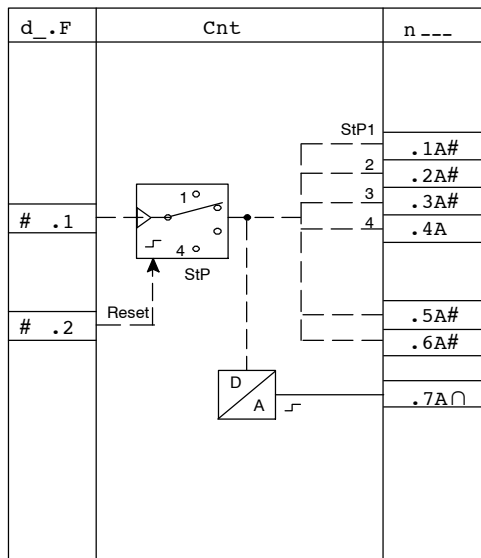 d_.F Cnt n___
StP1
.1A#
2
.2A#
3
.3A#
4
.4A
1
# .1
4
StP
Reset
# .2
.5A#
.6A#
D
A
.7A∩